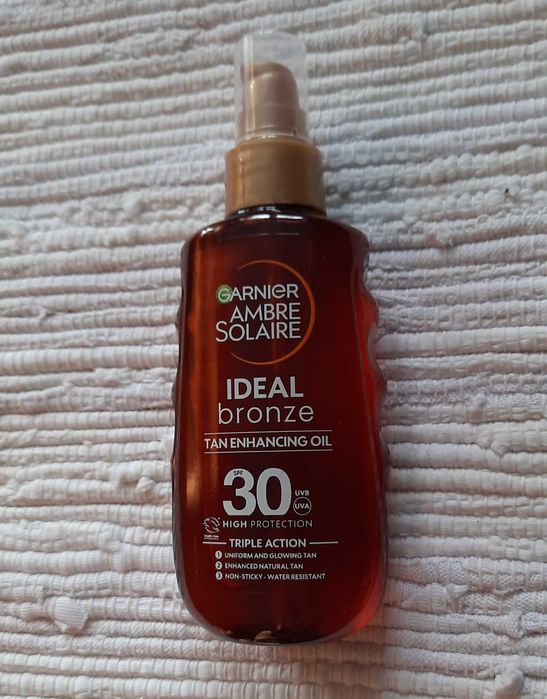 GARNIER
AMBRE
SOLAIRE
IDEAL
bronze
TAN ENHANCING OIL
SPF 30 UVB
UVA
HIGH PROTECTION
TRIPLE ACTION
1 UNIFORM AND GLOWING TAN
2 ENHANCED NATURAL TAN
3 NON-STICKY - WATER RESISTANT